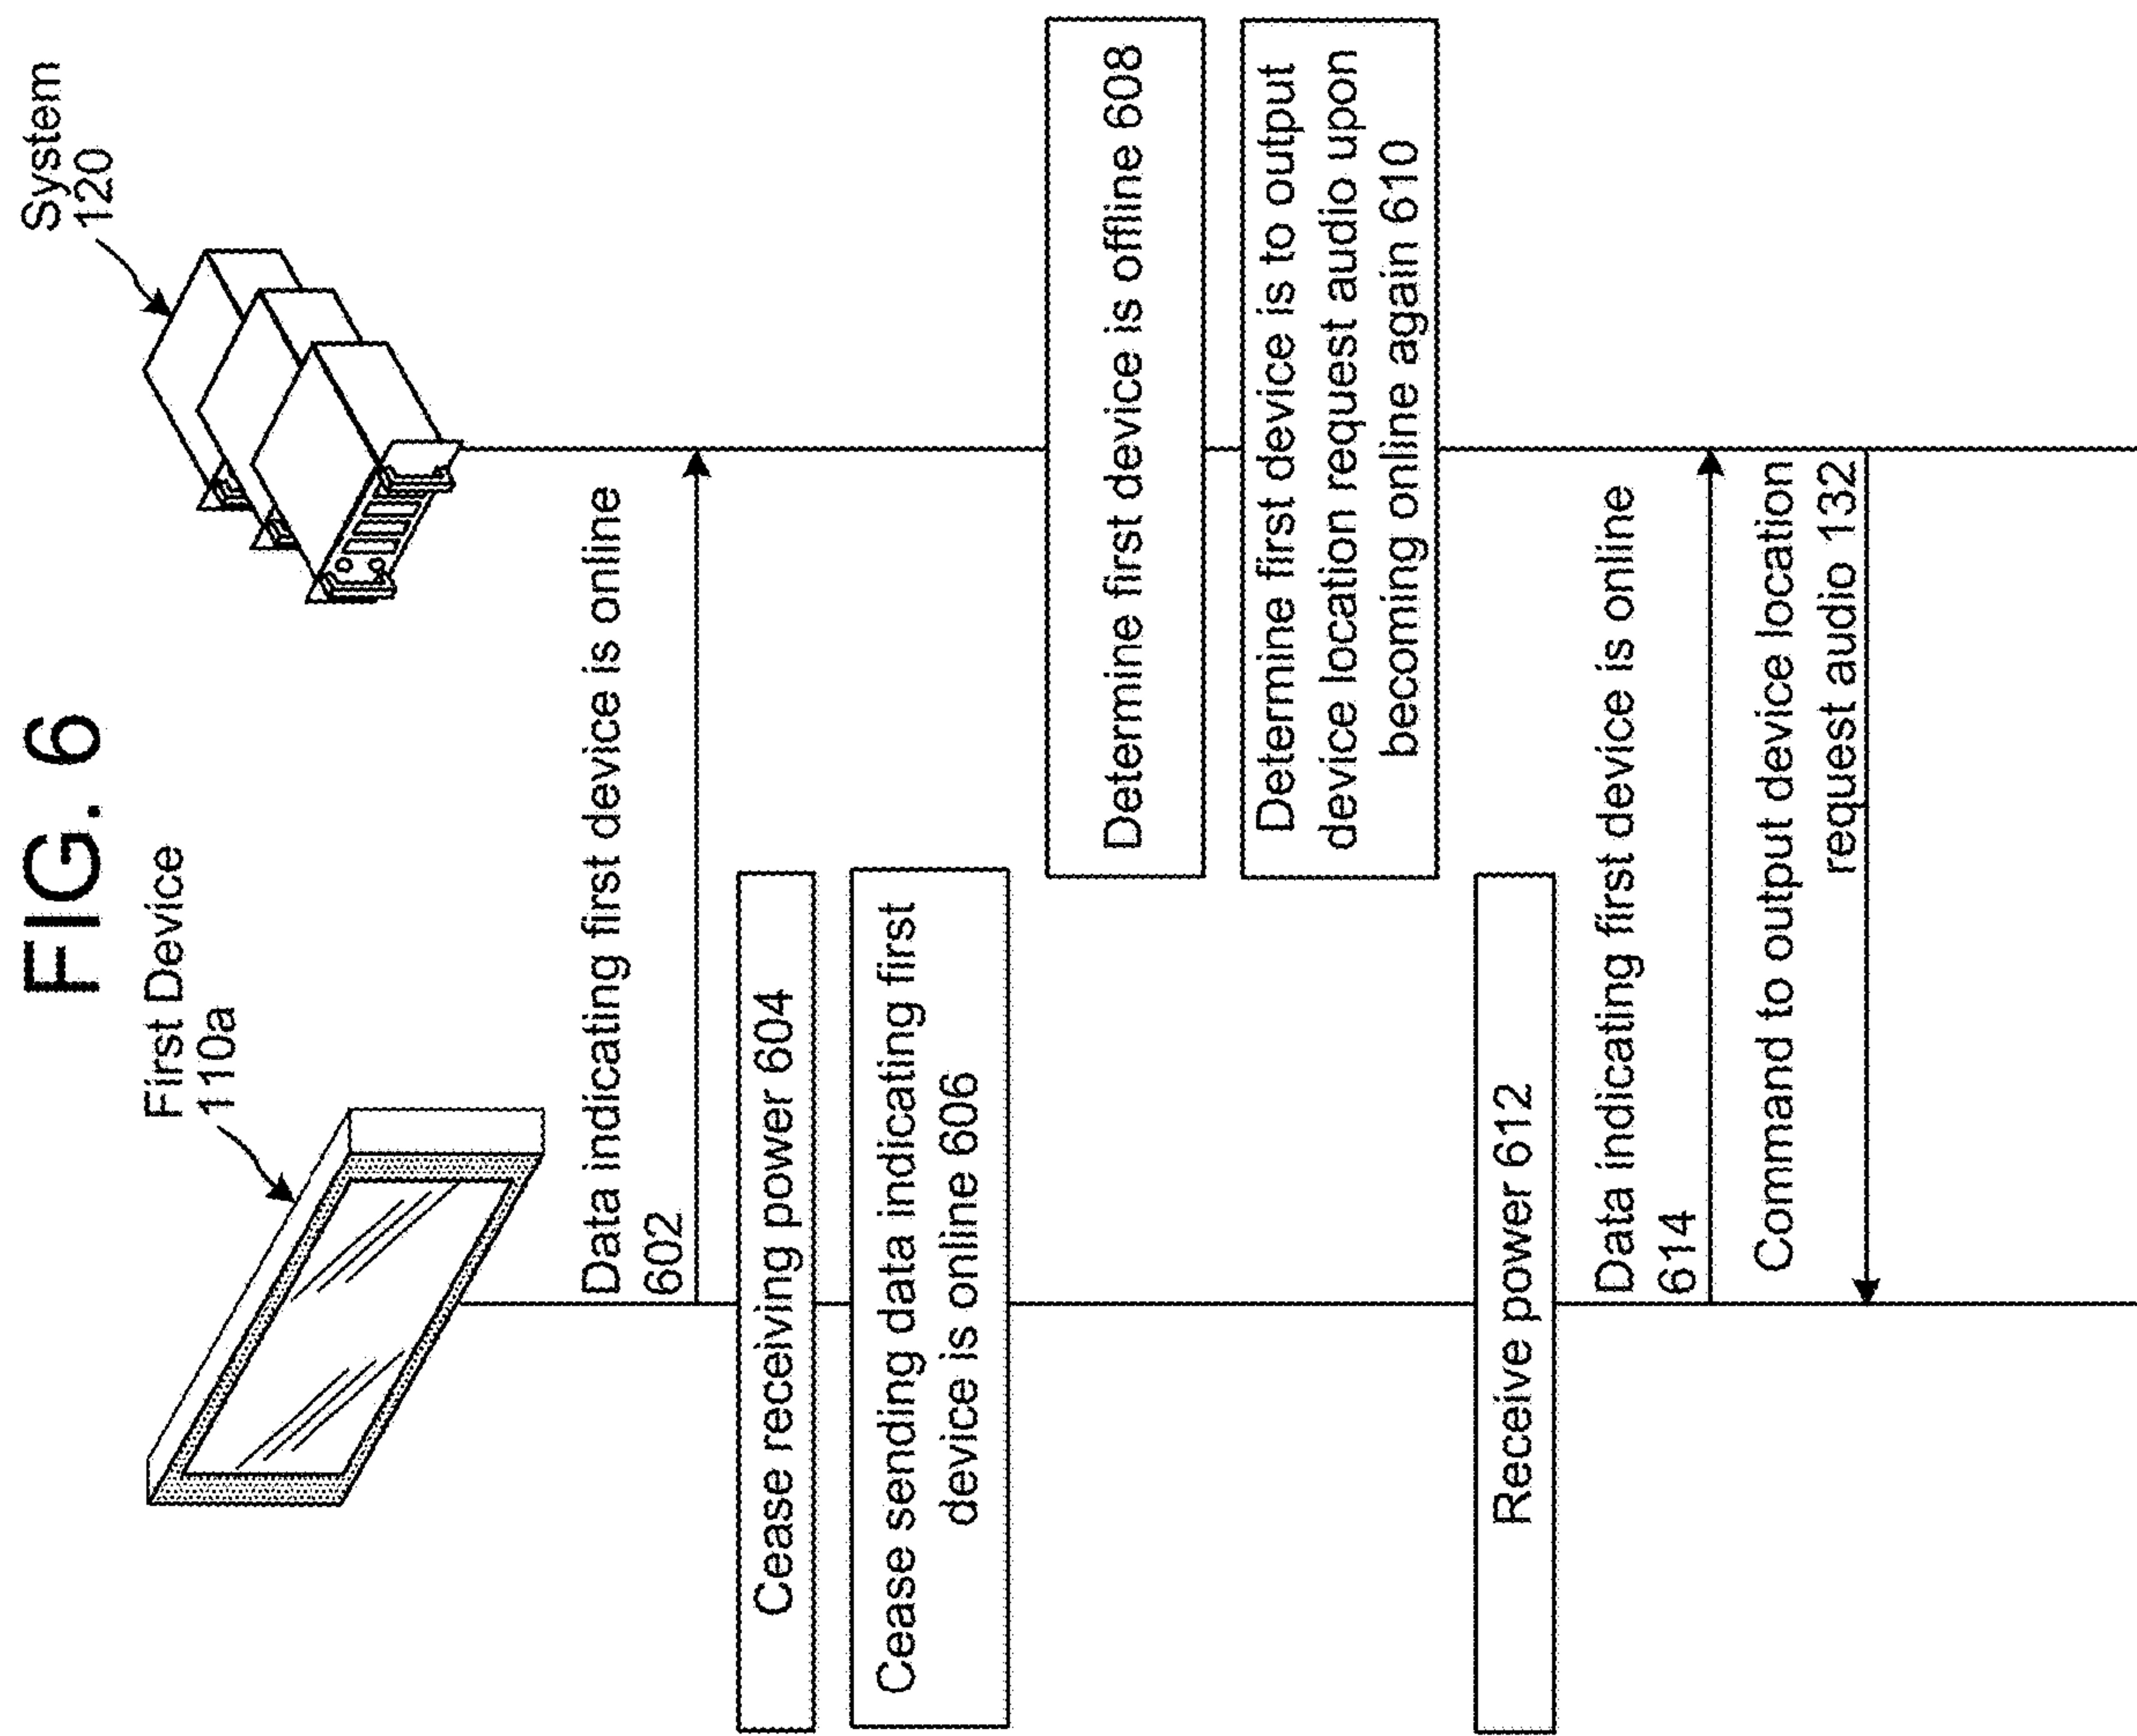 FIG. 6
First Device
110a
System
120
Data indicating first device is online
602
Cease receiving power 604
Cease sending data indicating first
device is online 606
Determine first device is offline 608
Determine first device is to output
device location request audio upon
becoming online again 610
Receive power 612
Data indicating first device is online
614
Command to output device location
request audio 132